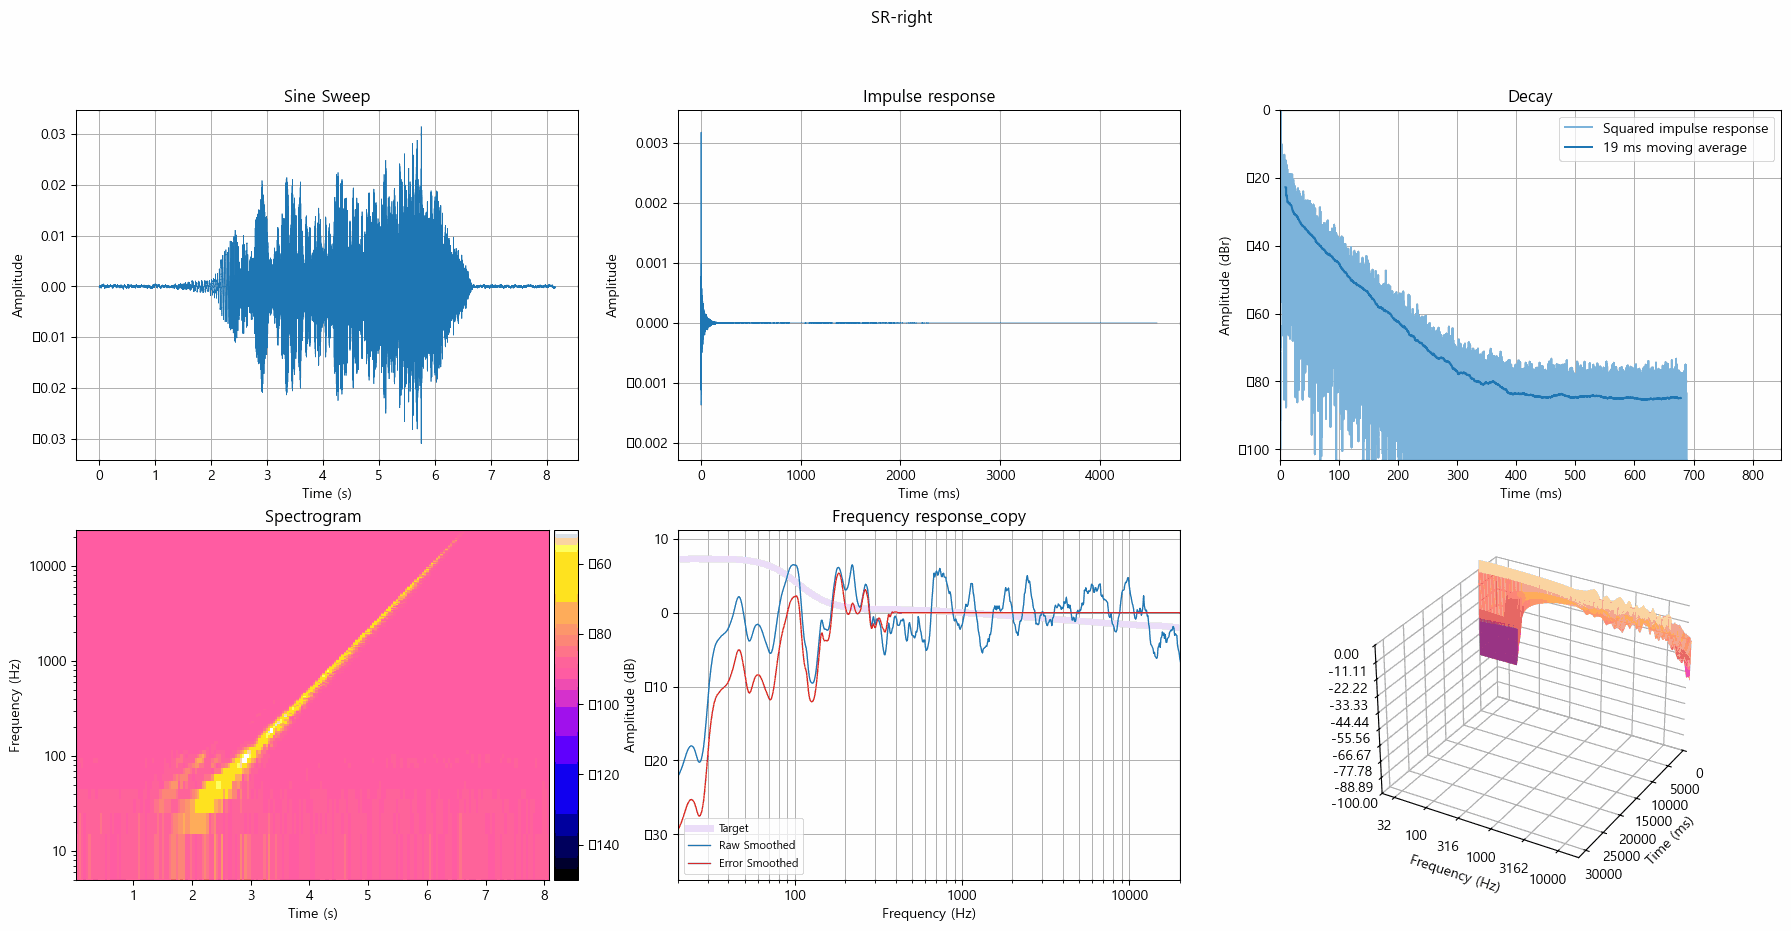 SR-right
Sine Sweep
Amplitude
0.03
0.02
0.01
0.00
□0.01
□0.02
□0.03
0 1 2 3 4 5 6 7 8
Time (s)
Impulse response
Amplitude
0.003
0.002
0.001
0.000
□0.001
□0.002
0 1000 2000 3000 4000
Time (ms)
Decay
Squared impulse response
19 ms moving average
Amplitude (dBr)
0
□20
□40
□60
□80
□100
0 100 200 300 400 500 600 700 800
Time (ms)
Spectrogram
Frequency (Hz)
10000
1000
100
10
1 2 3 4 5 6 7 8
Time (s)
□60
□80
□100
□120
□140
Frequency response_copy
Amplitude (dB)
10
0
□10
□20
□30
Target
Raw Smoothed
Error Smoothed
100 1000 10000
Frequency (Hz)
0.00
-11.11
-22.22
-33.33
-44.44
-55.56
-66.67
-77.78
-88.89
-100.00
32 100 316 1000 3162 10000
Frequency (Hz)
0
5000
10000
15000
20000
25000
30000
Time (ms)